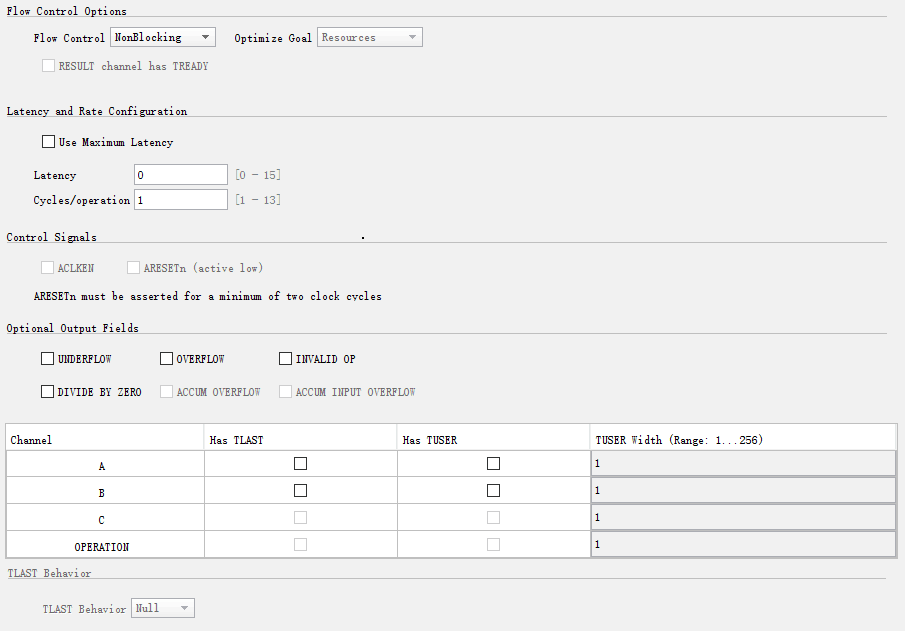 Flow Control Options
Flow Control NonBlocking Optimize Goal Resources
RESULT channel has TREADY
Latency and Rate Configuration
Use Maximum Latency
Latency 0 [0 - 15]
Cycles/operation 1 [1 - 13]
Control Signals
ACLKEN ARESETn (active low)
ARESETn must be asserted for a minimum of two clock cycles
Optional Output Fields
UNDERFLOW OVERFLOW INVALID OP
DIVIDE BY ZERO ACCUM OVERFLOW ACCUM INPUT OVERFLOW
Channel Has TLAST Has TUSER TUSER Width (Range: 1...256)
A 1
B 1
C 1
OPERATION 1
TLAST Behavior
TLAST Behavior Null